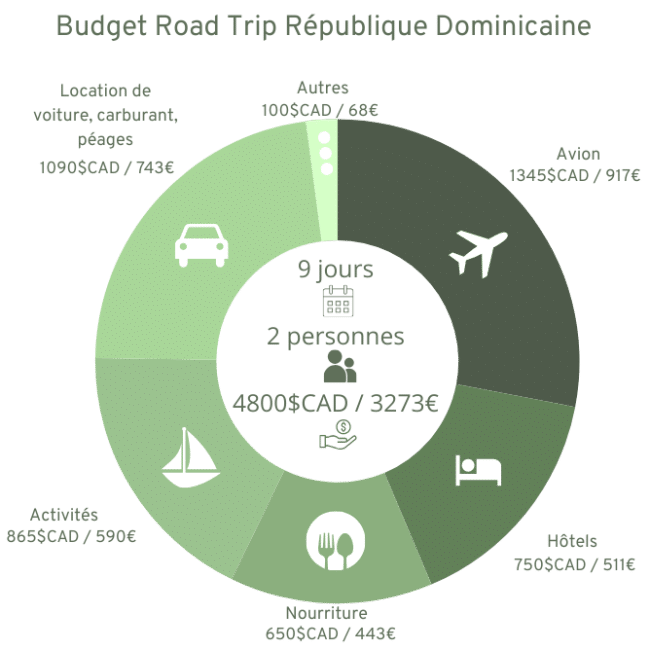 Budget Road Trip République Dominicaine
Location de
voiture, carburant,
péages
1090$CAD / 743€
Autres
100$CAD / 68€
Avion
1345$CAD / 917€
9 jours
2 personnes
4800$CAD / 3273€
$
Activités
865$CAD / 590€
Hôtels
750$CAD / 511€
Nourriture
650$CAD / 443€